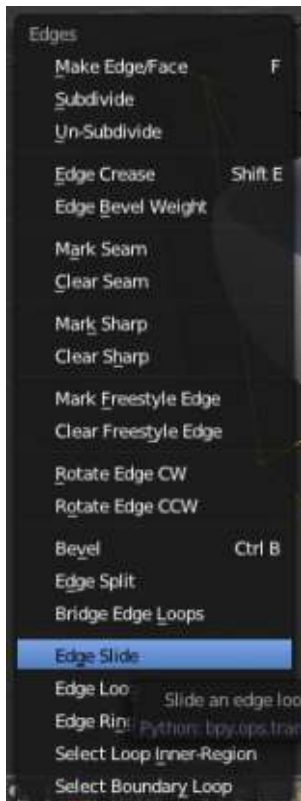 Edges
Make Edge/Face F
Subdivide
Un-Subdivide
Edge Crease Shift E
Edge Bevel Weight
Mark Seam
Clear Seam
Mark Sharp
Clear Sharp
Mark Freestyle Edge
Clear Freestyle Edge
Rotate Edge CW
Rotate Edge CCW
Bevel Ctrl B
Edge Split
Bridge Edge Loops
Edge Slide
Edge Loo
Slide an edge loo
Edge Rin
Python: bpy.ops.tra
Select Loop Inner-Region
Select Boundary Loop